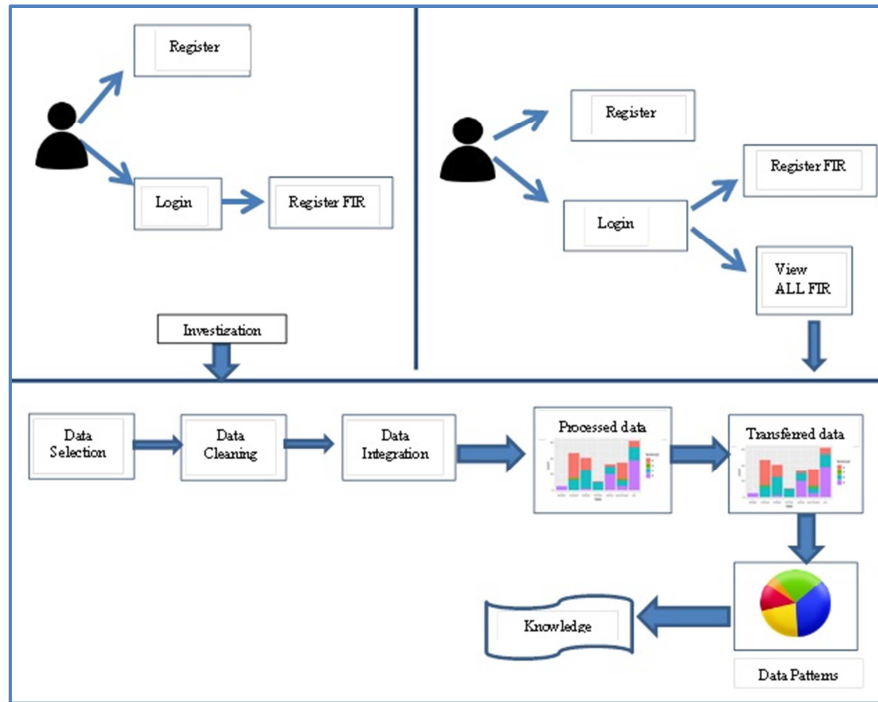 Register
Login
Register FIR
Investigation
Register
Login
Register FIR
View
ALL FIR
Data
Selection
Data
Cleaning
Data
Integration
Processed data
Transferred data
Knowledge
Data Patterns